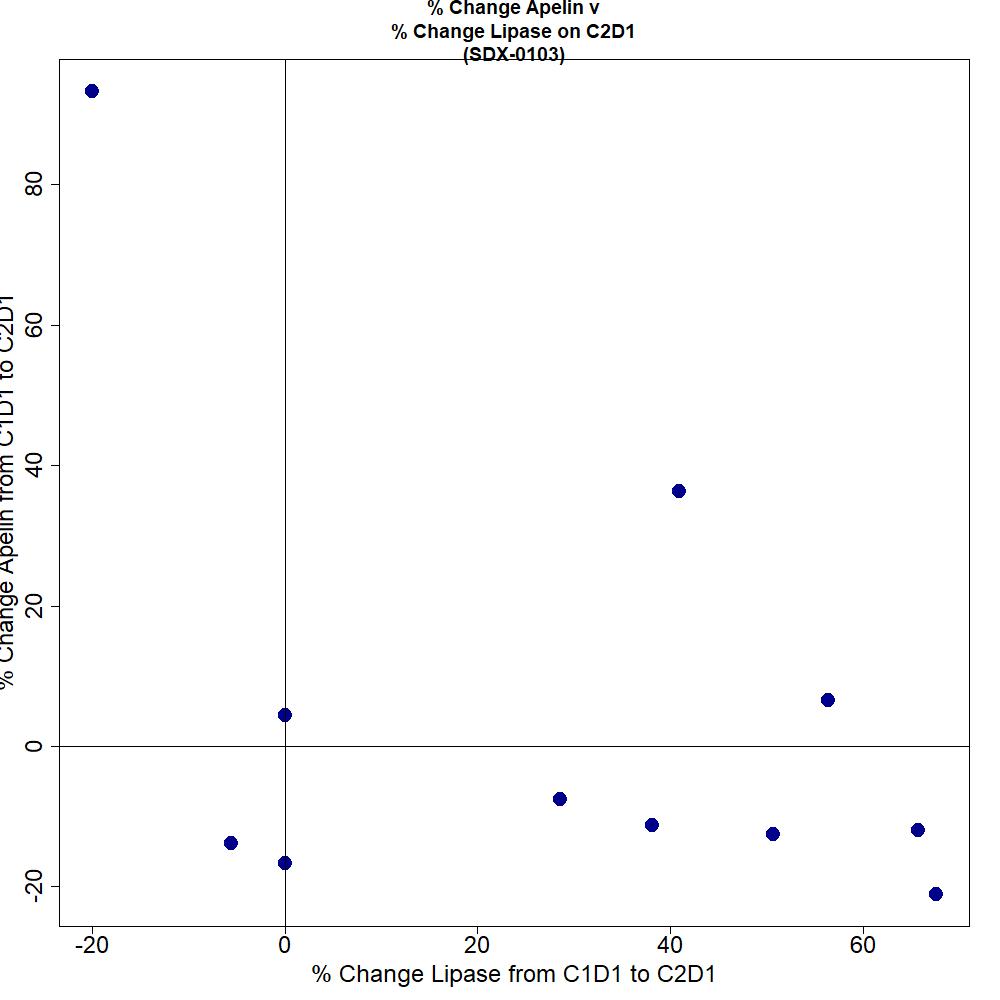 % Change Apelin v
% Change Lipase on C2D1
(SDX-0103)
% Change Apelin from C1D1 to C2D1
80
60
40
20
0
-20
-20
0
20
40
60
% Change Lipase from C1D1 to C2D1